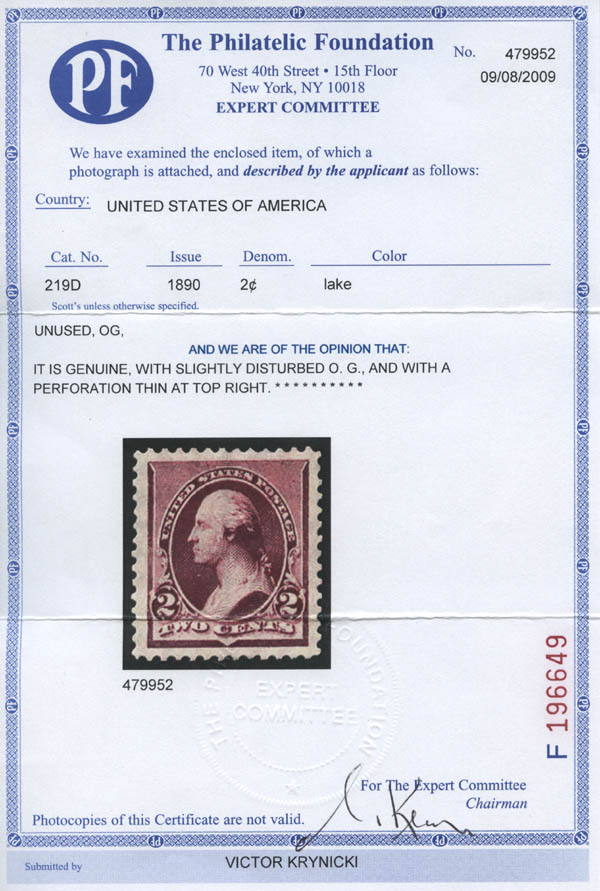 PF
The Philatelic Foundation
70 West 40th Street • 15th Floor
New York, NY 10018
EXPERT COMMITTEE
No. 479952
09/08/2009
We have examined the enclosed item, of which a
photograph is attached, and described by the applicant as follows:
Country: UNITED STATES OF AMERICA
Cat. No. Issue Denom. Color
219D 1890 2¢ lake
Scott's unless otherwise specified.
UNUSED, OG,
AND WE ARE OF THE OPINION THAT:
IT IS GENUINE, WITH SLIGHTLY DISTURBED O. G., AND WITH A
PERFORATION THIN AT TOP RIGHT. * * * * * * * * * *
UNITED STATES POSTAGE
2 2
TWO CENTS
479952
EXPERT
COMMITTEE
FOUNDATION
F 196649
For The Expert Committee
Chairman
Photocopies of this Certificate are not valid.
Submitted by VICTOR KRYNICKI